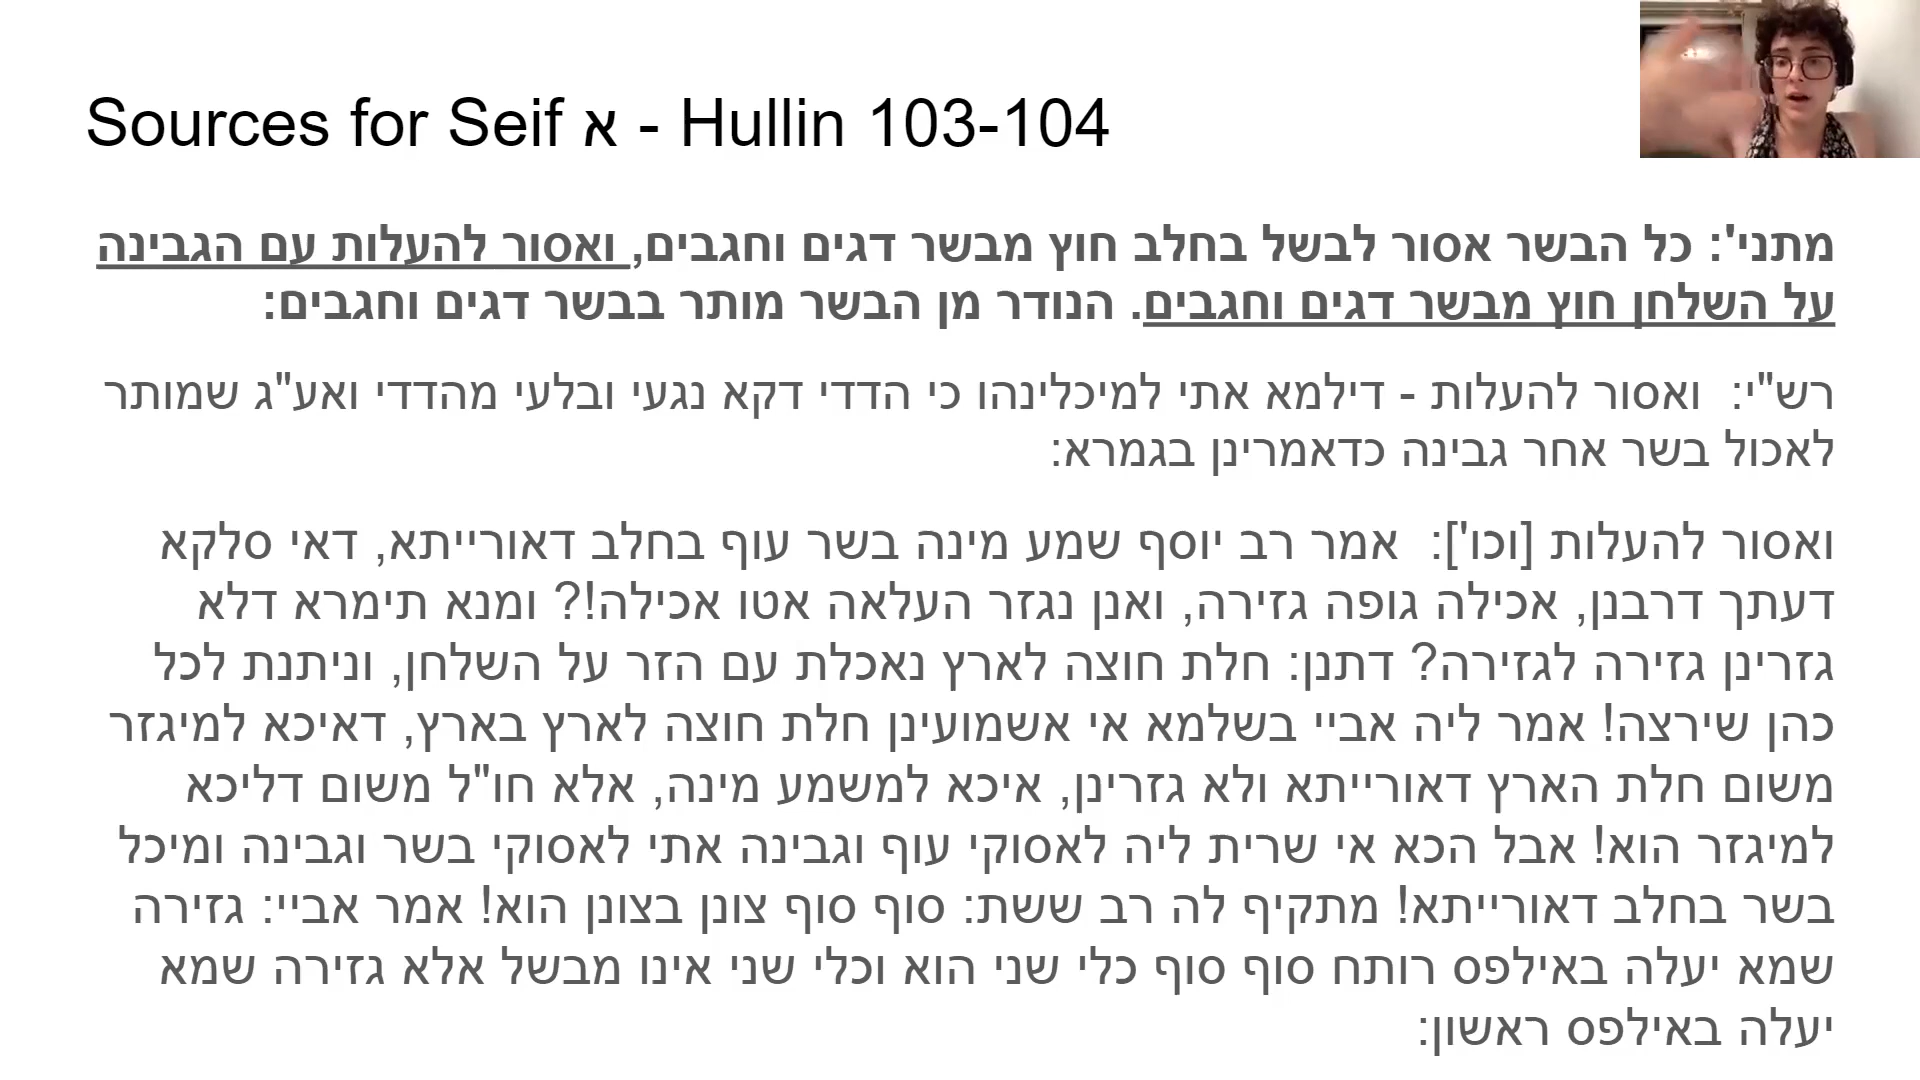 Sources for Seif א - Hullin 103-104
מתני': כל הבשר אסור לבשל בחלב חוץ מבשר דגים וחגבים, ואסור להעלות עם הגבינה
על השלחן חוץ מבשר דגים וחגבים. הנודר מן הבשר מותר בבשר דגים וחגבים:
רש"י: ואסור להעלות - דילמא אתי למיכלינהו כי הדדי דקא נגעי ובלעי מהדדי ואע"ג שמותר
לאכול בשר אחר גבינה כדאמרינן בגמרא:
ואסור להעלות [וכו']: אמר רב יוסף שמע מינה בשר עוף בחלב דאורייתא, דאי סלקא
דעתך דרבנן, אכילה גופה גזירה, ואנן נגזר העלאה אטו אכילה!? ומנא תימרא דלא
גזרינן גזירה לגזירה? דתנן: חלת חוצה לארץ נאכלת עם הזר על השלחן, וניתנת לכל
כהן שירצה! אמר ליה אביי בשלמא אי אשמועינן חלת חוצה לארץ בארץ, דאיכא למיגזר
משום חלת הארץ דאורייתא ולא גזרינן, איכא למשמע מינה, אלא חו"ל משום דליכא
למיגזר הוא! אבל הכא אי שרית ליה לאסוקי עוף וגבינה אתי לאסוקי בשר וגבינה ומיכל
בשר בחלב דאורייתא! מתקיף לה רב ששת: סוף סוף צונן בצונן הוא! אמר אביי: גזירה
שמא יעלה באילפס רותח סוף סוף כלי שני הוא וכלי שני אינו מבשל אלא גזירה שמא
יעלה באילפס ראשון: